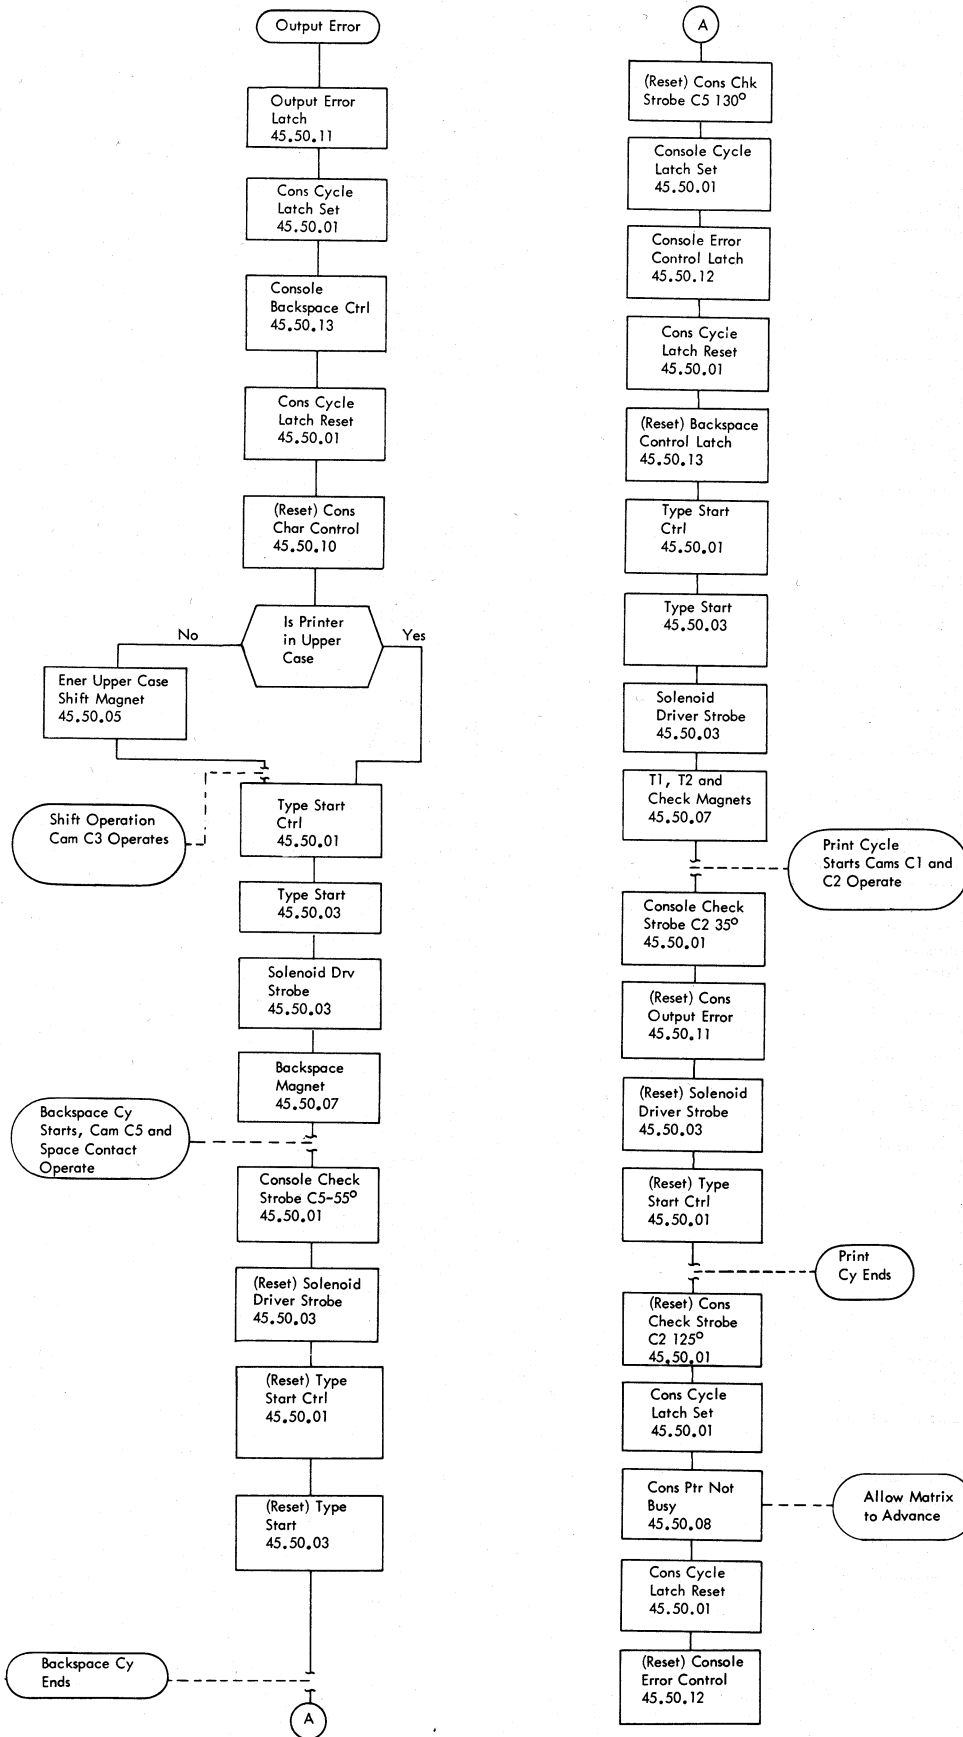 Output Error
Output Error
Latch
45.50.11
Cons Cycle
Latch Set
45.50.01
Console
Backspace Ctrl
45.50.13
Cons Cycle
Latch Reset
45.50.01
(Reset) Cons
Char Control
45.50.10
Is Printer
in Upper
Case
No
Yes
Ener Upper Case
Shift Magnet
45.50.05
Shift Operation
Cam C3 Operates
Type Start
Ctrl
45.50.01
Type Start
45.50.03
Solenoid Drv
Strobe
45.50.03
Backspace
Magnet
45.50.07
Backspace Cy
Starts, Cam C5 and
Space Contact
Operate
Console Check
Strobe C5-55°
45.50.01
(Reset) Solenoid
Driver Strobe
45.50.03
(Reset) Type
Start Ctrl
45.50.01
(Reset) Type
Start
45.50.03
Backspace Cy
Ends
A
A
(Reset) Cons Chk
Strobe C5 130°
Console Cycle
Latch Set
45.50.01
Console Error
Control Latch
45.50.12
Cons Cycle
Latch Reset
45.50.01
(Reset) Backspace
Control Latch
45.50.13
Type Start
Ctrl
45.50.01
Type Start
45.50.03
Solenoid
Driver Strobe
45.50.03
T1, T2 and
Check Magnets
45.50.07
Print Cycle
Starts Cams C1 and
C2 Operate
Console Check
Strobe C2 35°
45.50.01
(Reset) Cons
Output Error
45.50.11
(Reset) Solenoid
Driver Strobe
45.50.03
(Reset) Type
Start Ctrl
45.50.01
Print
Cy Ends
(Reset) Cons
Check Strobe
C2 125°
45.50.01
Cons Cycle
Latch Set
45.50.01
Cons Ptr Not
Busy
45.50.08
Allow Matrix
to Advance
Cons Cycle
Latch Reset
45.50.01
(Reset) Console
Error Control
45.50.12